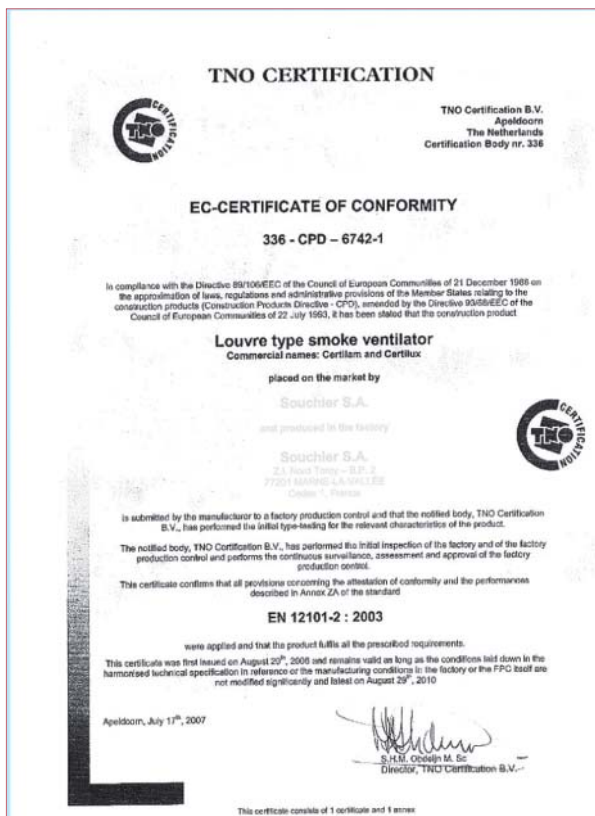 TNO CERTIFICATION
CERTIFICATION
TNO
TNO Certification B.V.
Apeldoorn
The Netherlands
Certification Body nr. 336
EC-CERTIFICATE OF CONFORMITY
336 - CPD – 6742-1
In compliance with the Directive 89/106/EEC of the Council of European Communities of 21 December 1988 on
the approximation of laws, regulations and administrative provisions of the Member States relating to the
construction products (Construction Products Directive - CPD), amended by the Directive 93/68/EEC of the
Council of European Communities of 22 July 1993, it has been stated that the construction product
Louvre type smoke ventilator
Commercial names: Certilam and Certilux
placed on the market by
Souchier S.A.
and produced in the factory
Souchier S.A.
Z.I. Nord Torcy – B.P. 2
77201 MARNE-LA-VALLÉE
Cedex 1, France
CERTIFICATION
TNO
is submitted by the manufacturer to a factory production control and that the notified body, TNO Certification
B.V., has performed the initial type-testing for the relevant characteristics of the product.
The notified body, TNO Certification B.V., has performed the initial inspection of the factory and of the factory
production control and performs the continuous surveillance, assessment and approval of the factory
production control.
This certificate confirms that all provisions concerning the attestation of conformity and the performances
described in Annex ZA of the standard
EN 12101-2 : 2003
were applied and that the product fulfils all the prescribed requirements.
This certificate was first issued on August 29th, 2006 and remains valid as long as the conditions laid down in the
harmonised technical specification in reference or the manufacturing conditions in the factory or the FPC itself are
not modified significantly and latest on August 29th, 2010
Apeldoorn, July 17th, 2007
S.H.M. Obdeijn M. Sc
Director, TNO Certification B.V.
This certificate consists of 1 certificate and 1 annex